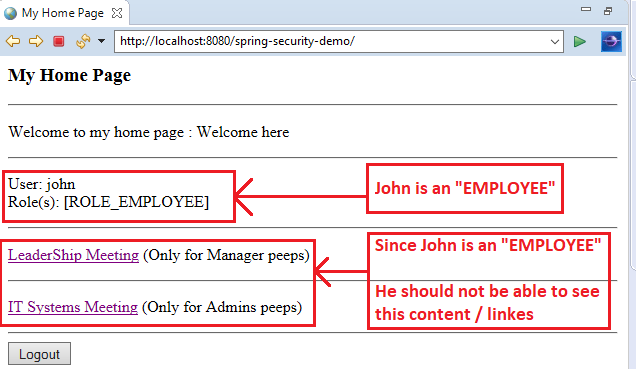 My Home Page
http://localhost:8080/spring-security-demo/
My Home Page
Welcome to my home page : Welcome here
User: john
Role(s): [ROLE_EMPLOYEE]
John is an "EMPLOYEE"
LeaderShip Meeting (Only for Manager peeps)
IT Systems Meeting (Only for Admins peeps)
Since John is an "EMPLOYEE"
He should not be able to see
this content / linkes
Logout